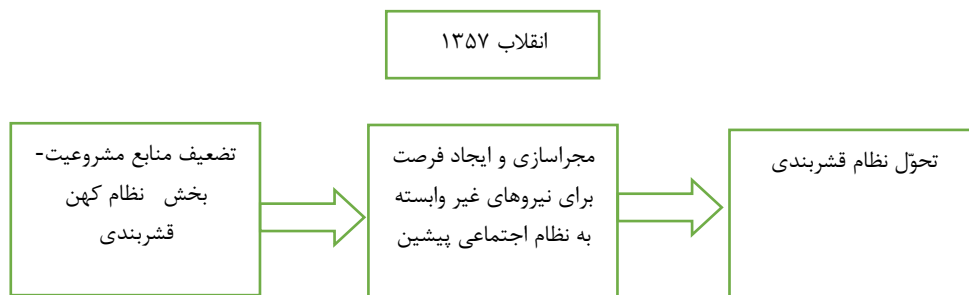 انقلاب ۱۳۵۷
تضعیف منابع مشروعیت-
بخش نظام کهن
قشربندی
مجراسازی و ایجاد فرصت
برای نیروهای غیر وابسته
به نظام اجتماعی پیشین
تحوّل نظام قشربندی